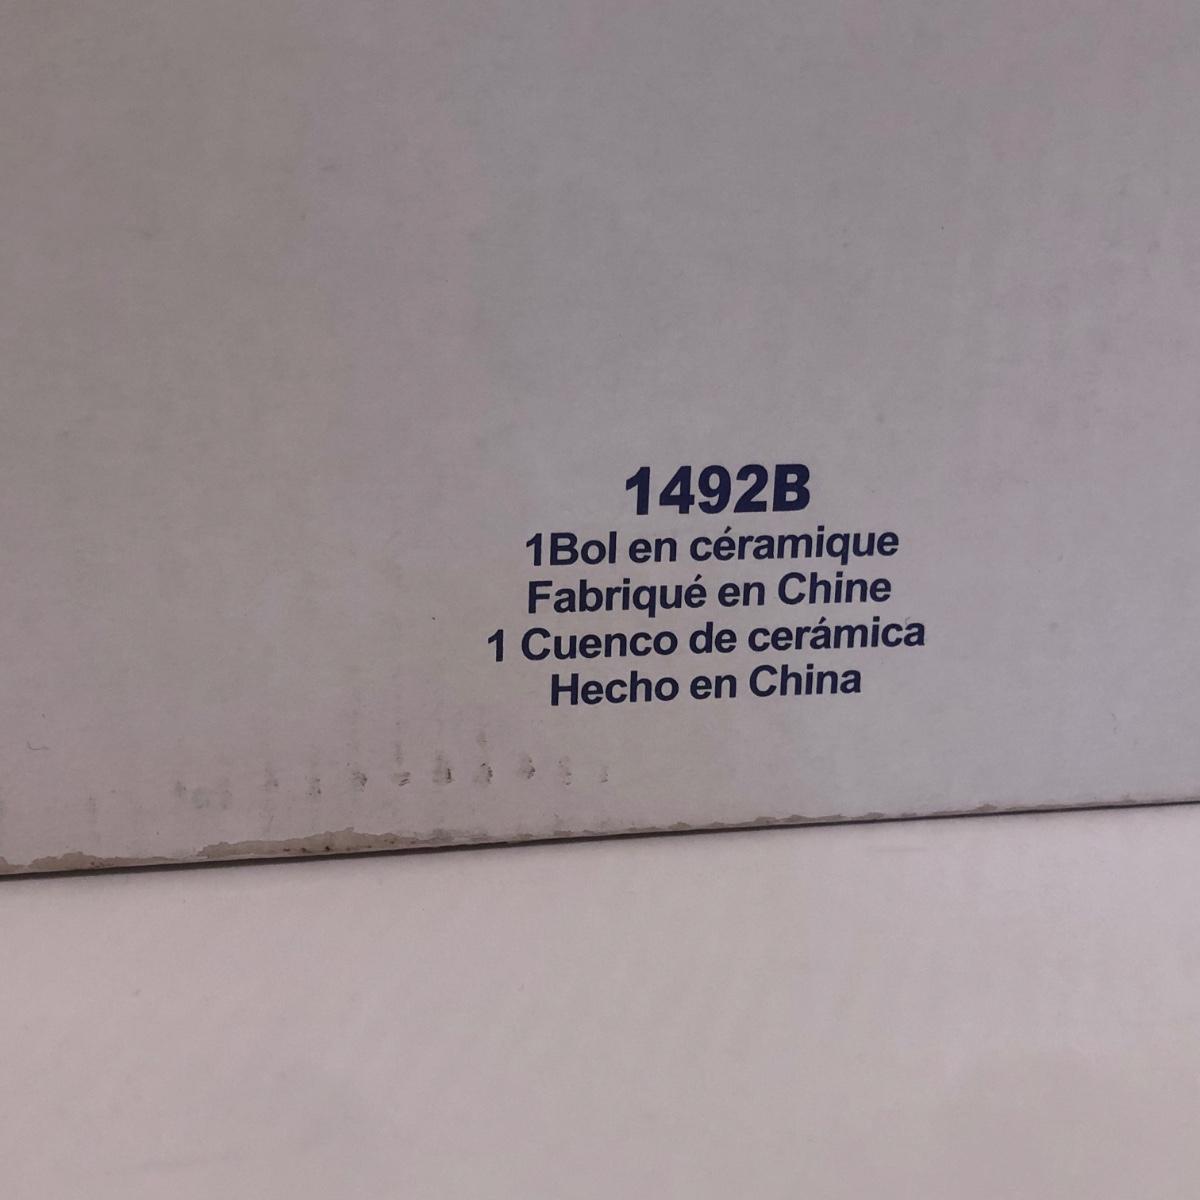 1492B
1Bol en céramique
Fabriqué en Chine
1 Cuenco de cerámica
Hecho en China